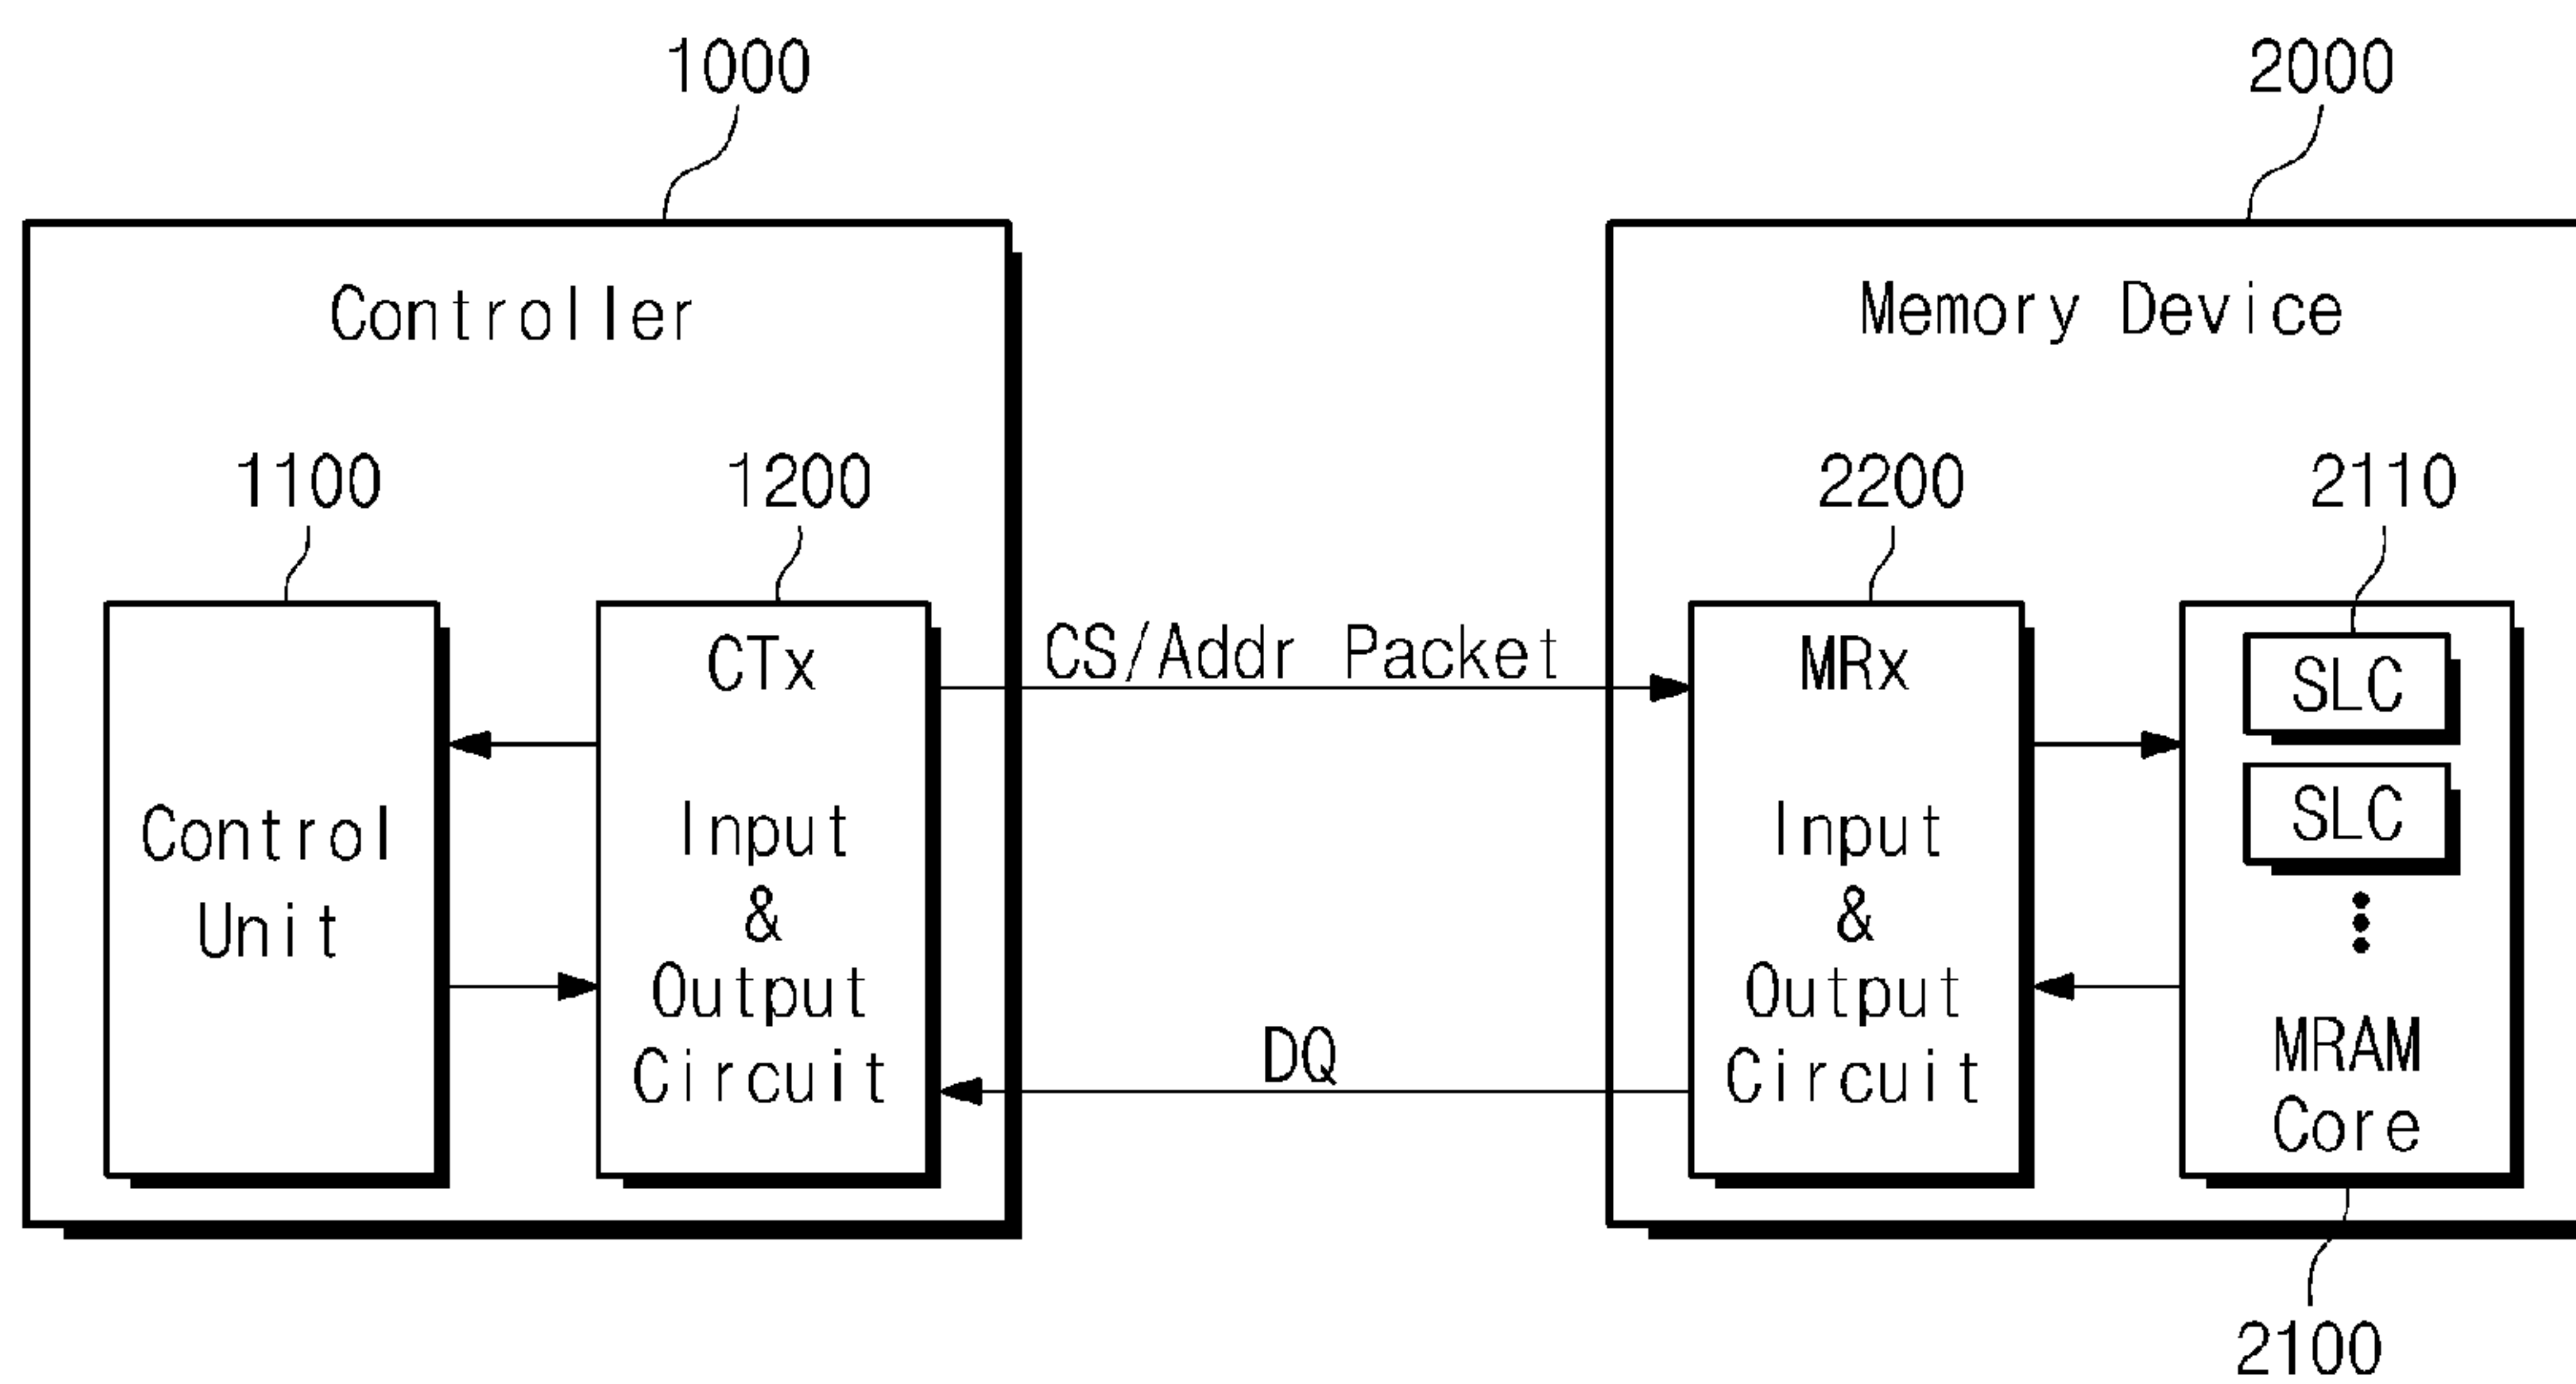 1000
2000
Controller
Memory Device
1100
1200
2200
2110
CTx
CS/Addr Packet
MRx
SLC
SLC
Control
Unit
Input
&
Output
Circuit
Input
&
Output
Circuit
DQ
MRAM
Core
2100